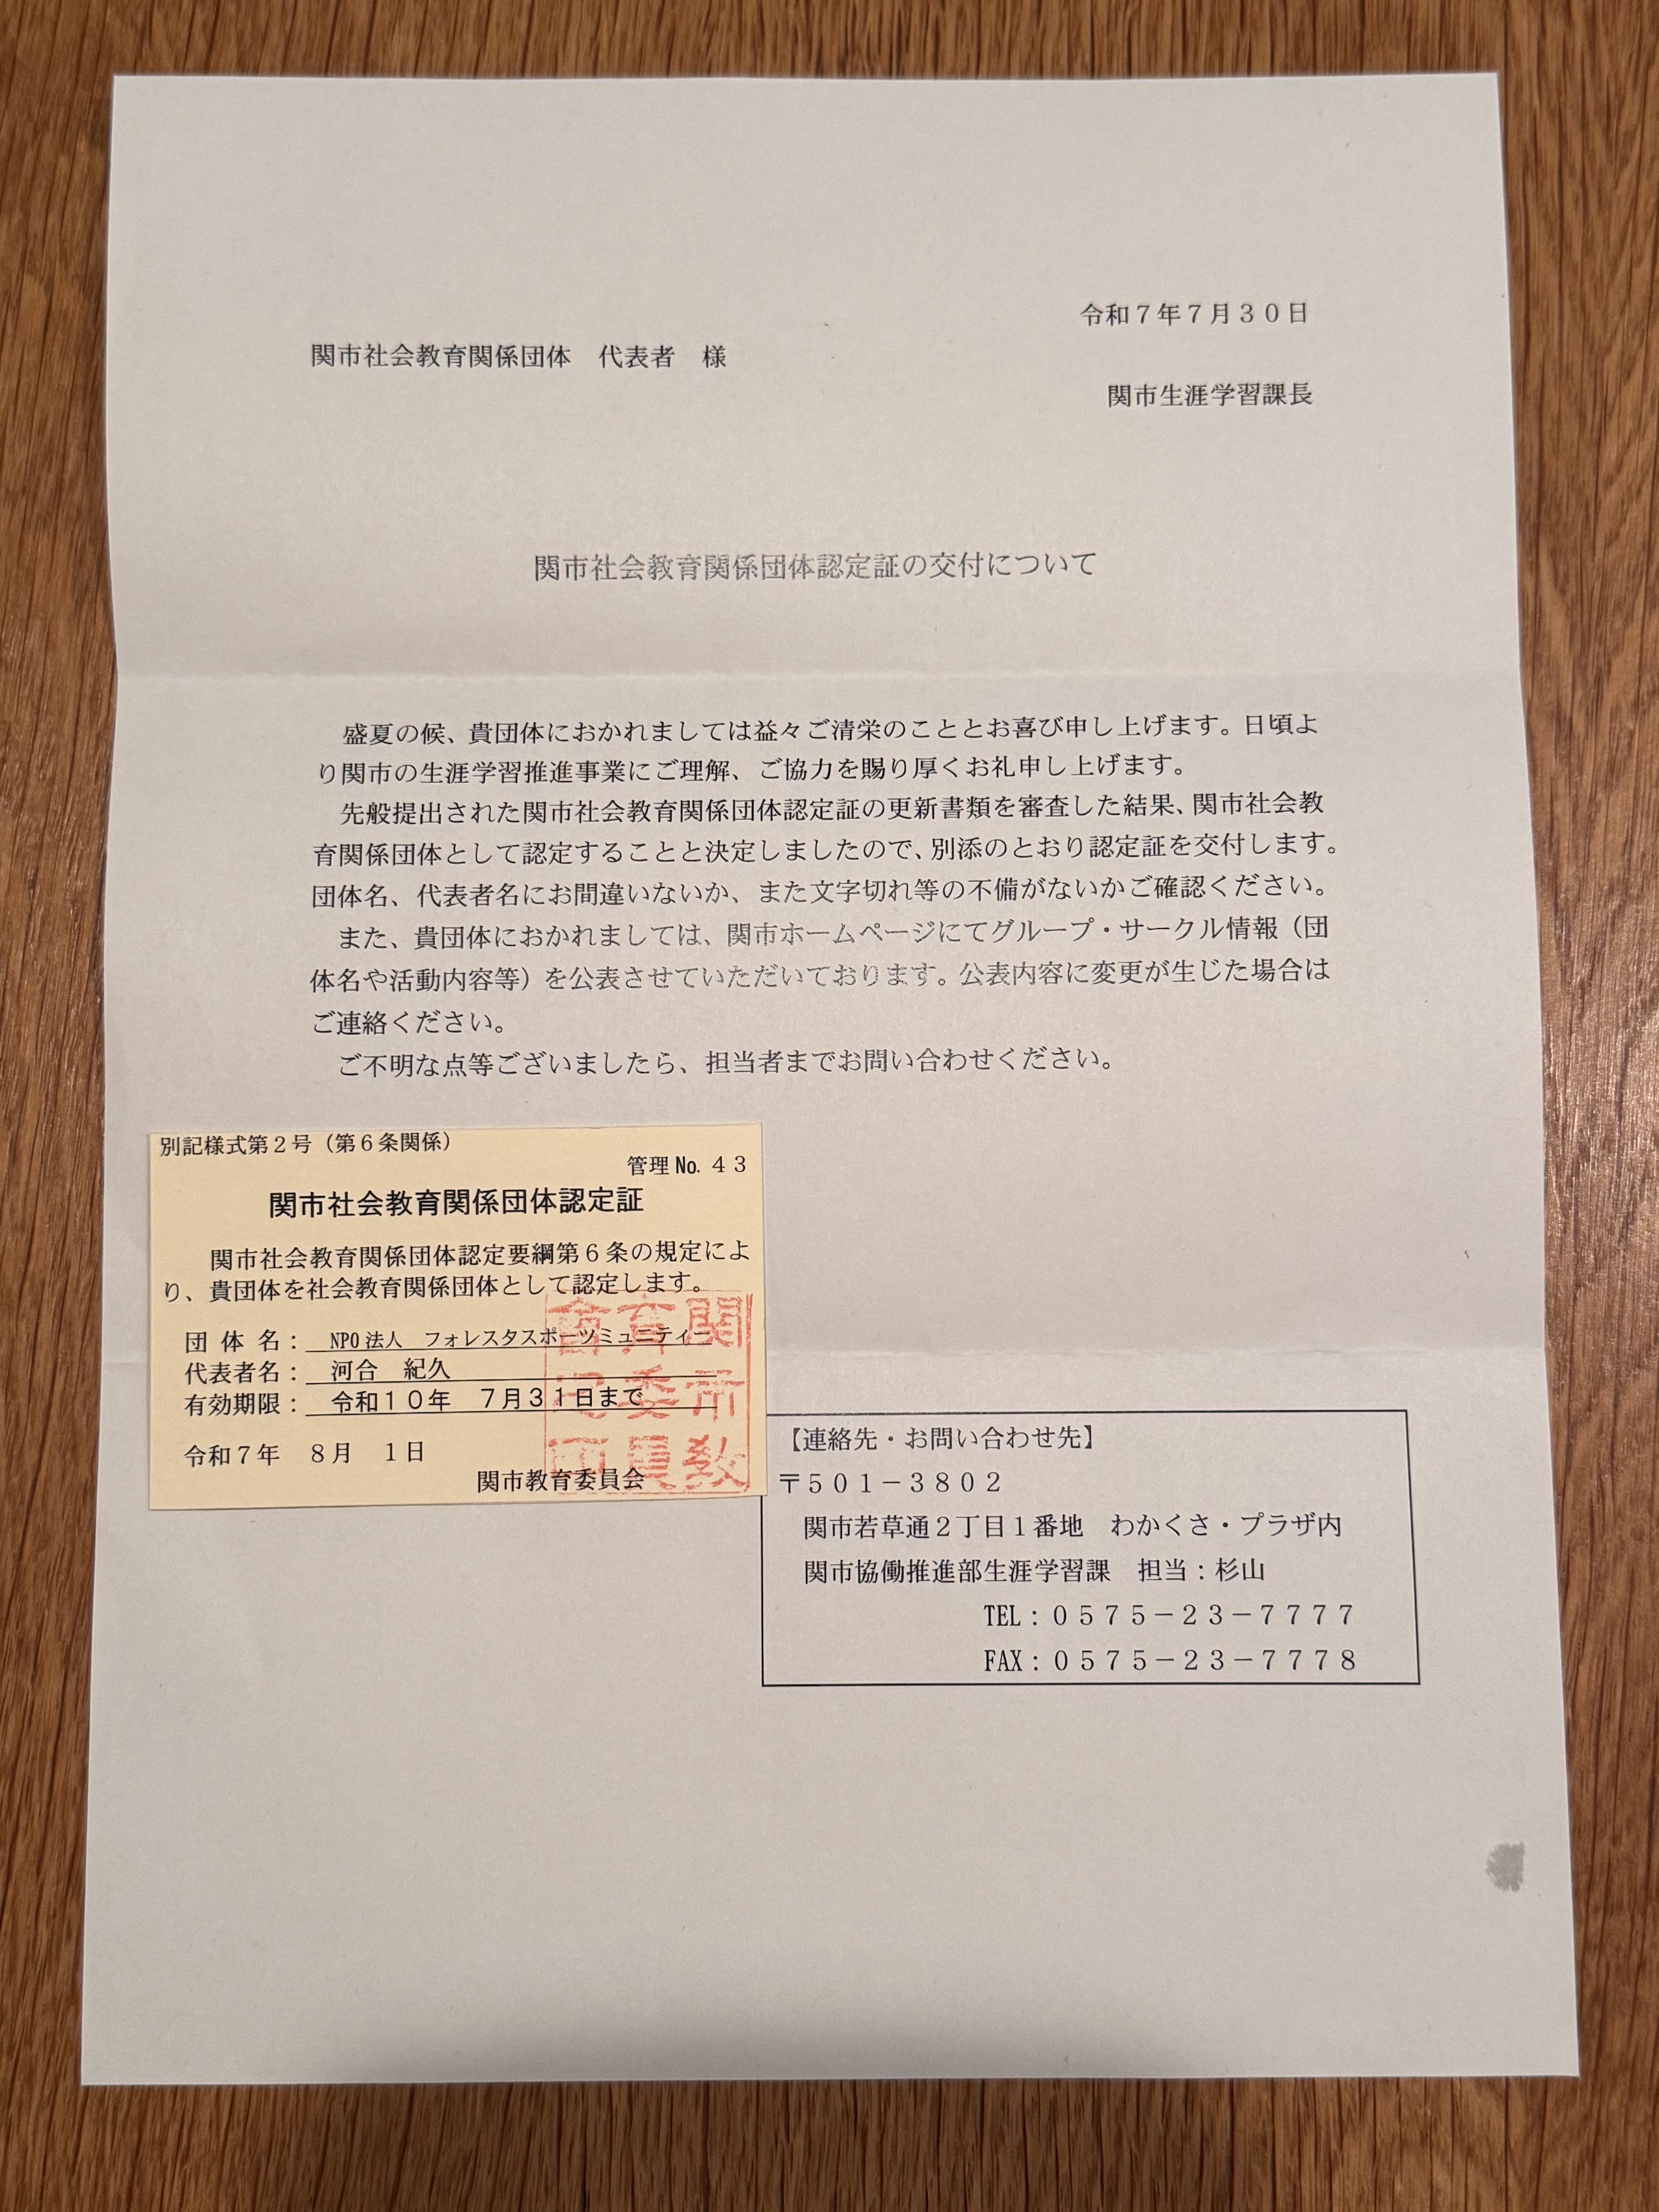 令和７年７月３０日
関市社会教育関係団体　代表者　様
関市生涯学習課長
関市社会教育関係団体認定証の交付について
　盛夏の候、貴団体におかれましては益々ご清栄のこととお喜び申し上げます。日頃よ
り関市の生涯学習推進事業にご理解、ご協力を賜り厚くお礼申し上げます。
　先般提出された関市社会教育関係団体認定証の更新書類を審査した結果、関市社会教
育関係団体として認定することと決定しましたので、別添のとおり認定証を交付します。
団体名、代表者名にお間違いないか、また文字切れ等の不備がないかご確認ください。
　また、貴団体におかれましては、関市ホームページにてグループ・サークル情報（団
体名や活動内容等）を公表させていただいております。公表内容に変更が生じた場合は
ご連絡ください。
　ご不明な点等ございましたら、担当者までお問い合わせください。
別記様式第２号（第６条関係）
管理 No. ４３
関市社会教育関係団体認定証
　関市社会教育関係団体認定要綱第６条の規定によ
り、貴団体を社会教育関係団体として認定します。
団 体 名：　NPO 法人　フォレスタスポーツミュニティー
代表者名：　河合　紀久
有効期限：　令和１０年　７月３１日まで
令和７年　８月　１日
関市教育委員会
【連絡先・お問い合わせ先】
〒５０１－３８０２
関市若草通２丁目１番地　わかくさ・プラザ内
関市協働推進部生涯学習課　担当：杉山
TEL：０５７５－２３－７７７７
FAX：０５７５－２３－７７７８